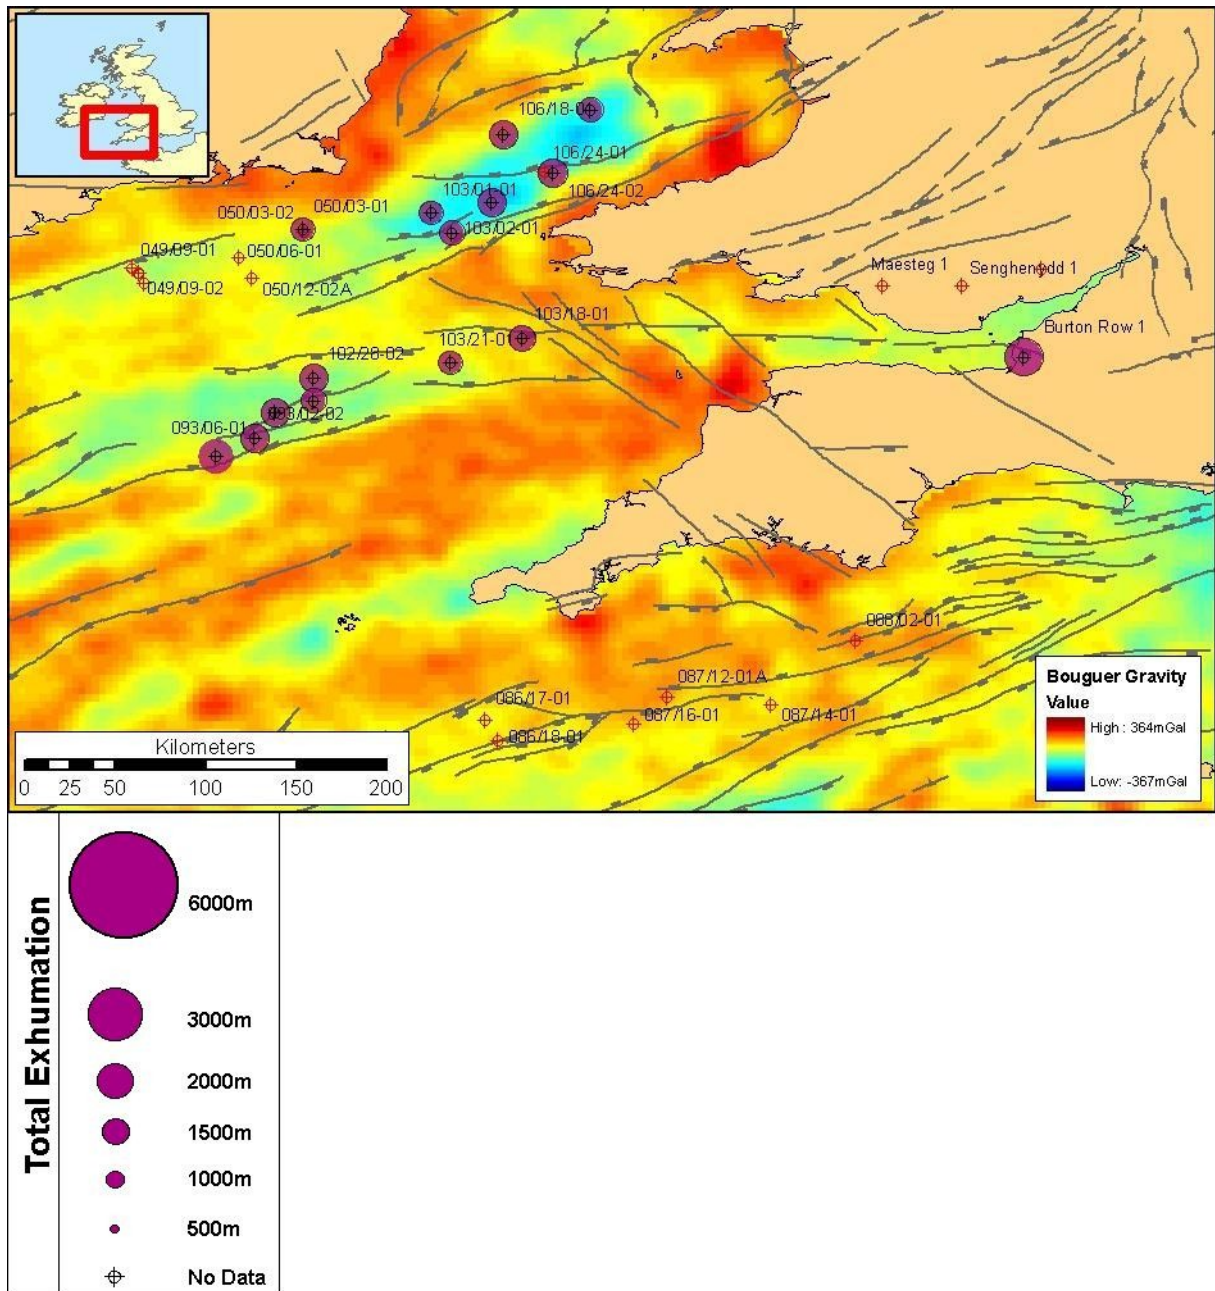 106/18-01
106/24-01
106/24-02
103/01-01
103/02-01
050/03-02
050/03-01
049/09-01
050/06-01
049/09-02
050/12-02A
Maesteg 1
Senghenydd 1
Burton Row 1
103/18-01
103/21-01
102/28-02
093/02-02
093/06-01
088/02-01
087/12-01A
086/17-01
087/16-01
087/14-01
086/18-01
Kilometers
0 25 50 100 150 200
Bouguer Gravity
Value
High : 364mGal
Low: -367mGal
Total Exhumation
6000m
3000m
2000m
1500m
1000m
500m
No Data